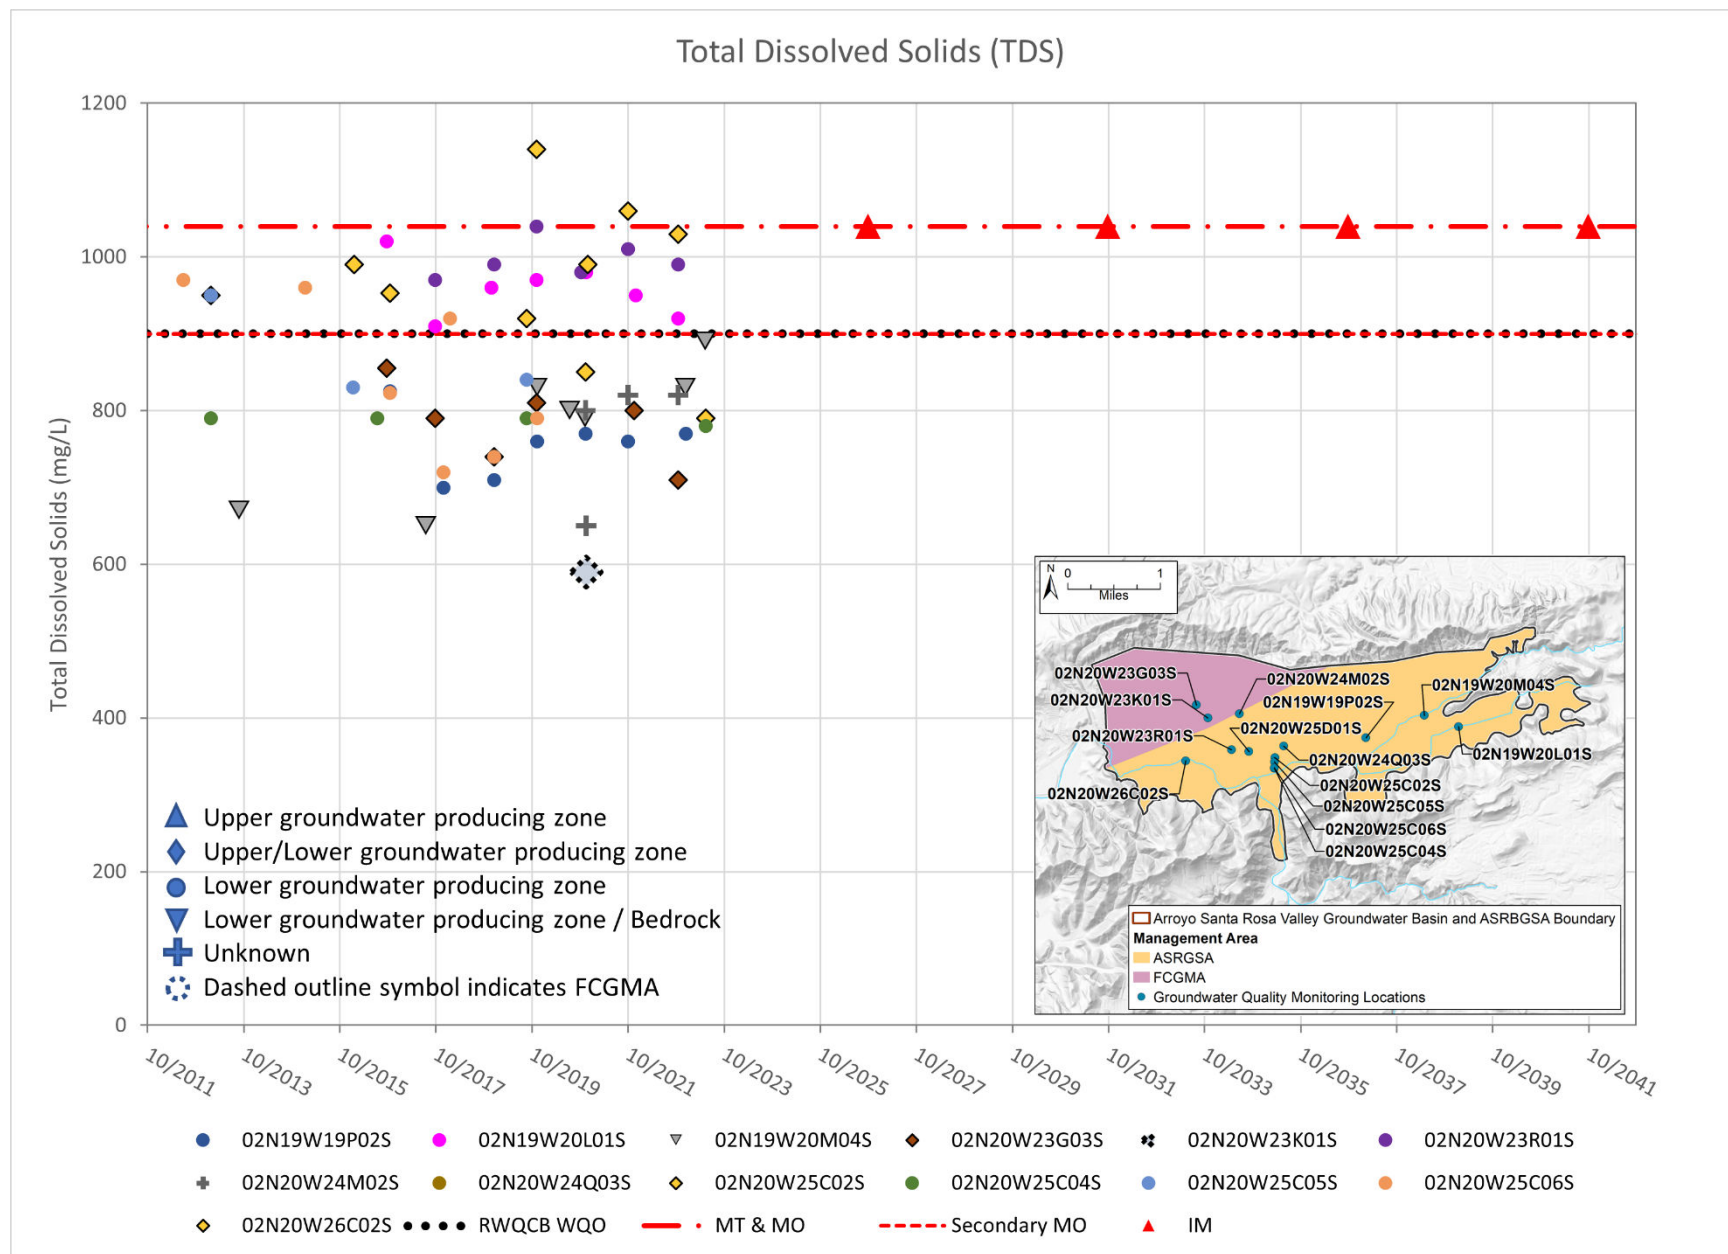 Total Dissolved Solids (TDS)
Total Dissolved Solids (mg/L)
1200
1000
800
600
400
200
0
Upper groundwater producing zone
Upper/Lower groundwater producing zone
Lower groundwater producing zone
Lower groundwater producing zone / Bedrock
Unknown
Dashed outline symbol indicates FCGMA
N
0 1
Miles
02N20W23G03S
02N20W24M02S
02N19W20M04S
02N20W23K01S
02N19W19P02S
02N20W25D01S
02N20W23R01S
02N19W20L01S
02N20W24Q03S
02N20W25C02S
02N20W26C02S
02N20W25C05S
02N20W25C06S
02N20W25C04S
Arroyo Santa Rosa Valley Groundwater Basin and ASRBGSA Boundary
Management Area
ASRGSA
FCGMA
Groundwater Quality Monitoring Locations
10/2011 10/2013 10/2015 10/2017 10/2019 10/2021 10/2023 10/2025 10/2027 10/2029 10/2031 10/2033 10/2035 10/2037 10/2039 10/2041
02N19W19P02S 02N19W20L01S 02N19W20M04S 02N20W23G03S 02N20W23K01S 02N20W23R01S
02N20W24M02S 02N20W24Q03S 02N20W25C02S 02N20W25C04S 02N20W25C05S 02N20W25C06S
02N20W26C02S RWQCB WQO MT & MO Secondary MO IM